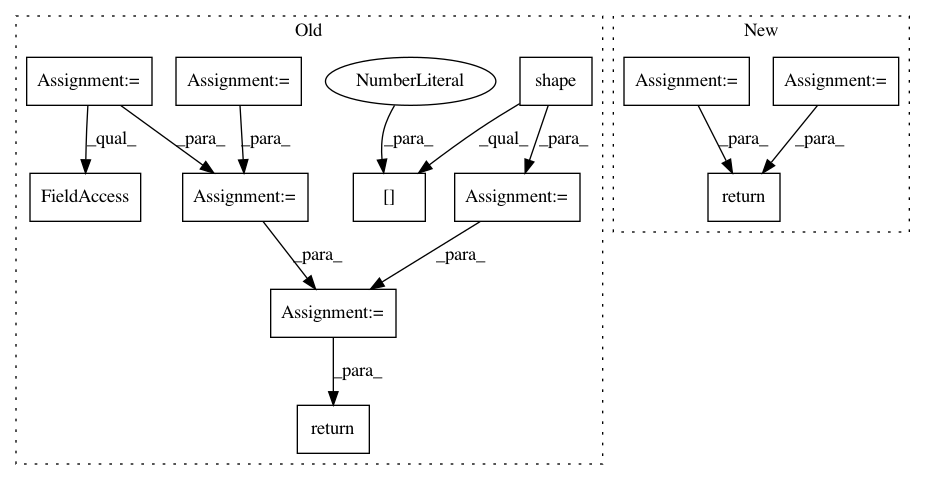 Old
New
Assignment:=
Assignment:=
NumberLiteral
shape
Assignment:=
Assignment:=
_qual_
_para_
_para_
_para_
_qual_
_para_
_para_
_para_
FieldAccess
Assignment:=
[]
Assignment:=
return
_para_
_para_
Assignment:=
_para_
return